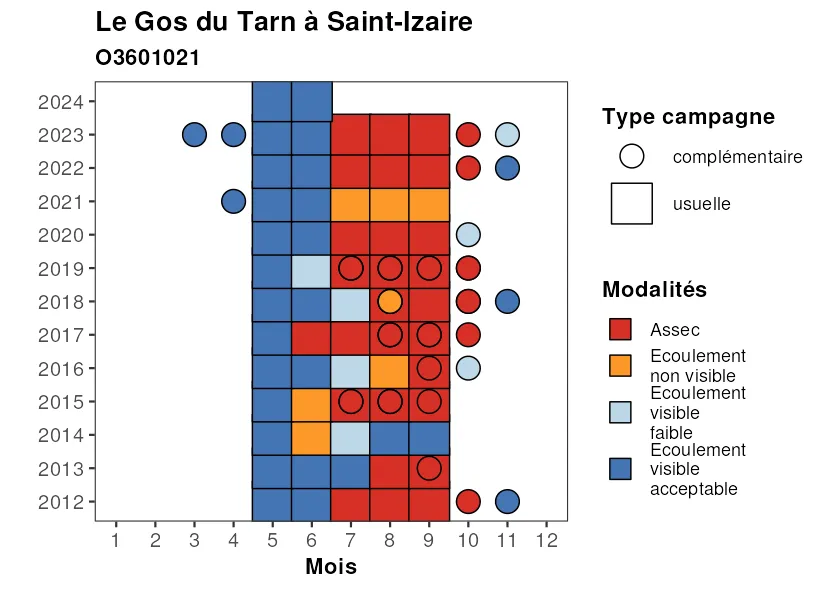 Le Gos du Tarn à Saint-Izaire
O3601021
2024
2023
2022
2021
2020
2019
2018
2017
2016
2015
2014
2013
2012
1 2 3 4 5 6 7 8 9 10 11 12
Mois
Type campagne
complémentaire
usuelle
Modalités
Assec
Ecoulement
non visible
Ecoulement
visible
faible
Ecoulement
visible
acceptable